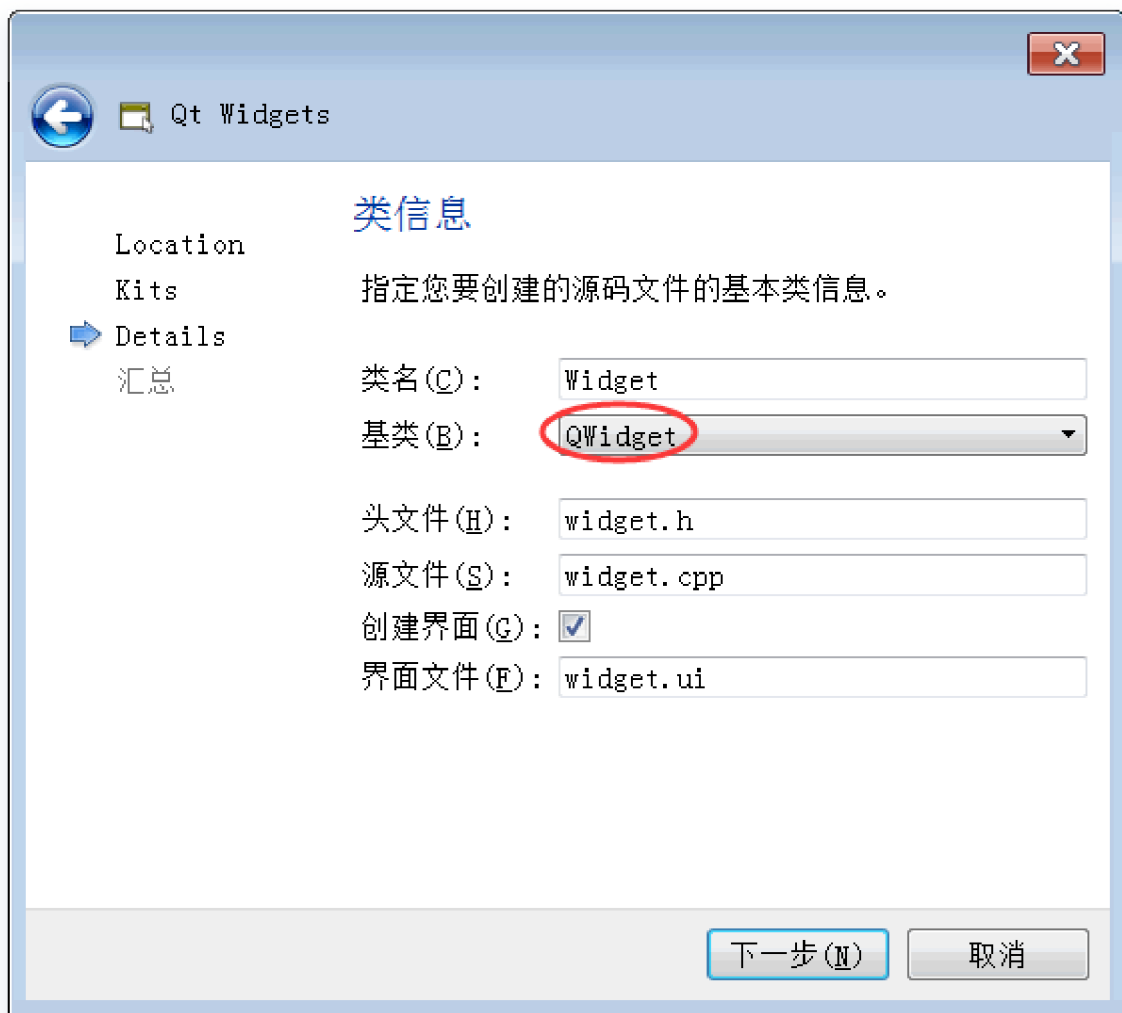 Qt Widgets
类信息
Location
Kits
Details
汇总
指定您要创建的源码文件的基本类信息。
类名(C): Widget
基类(B): QWidget
头文件(H): widget.h
源文件(S): widget.cpp
创建界面(G):
界面文件(F): widget.ui
下一步(N) 取消